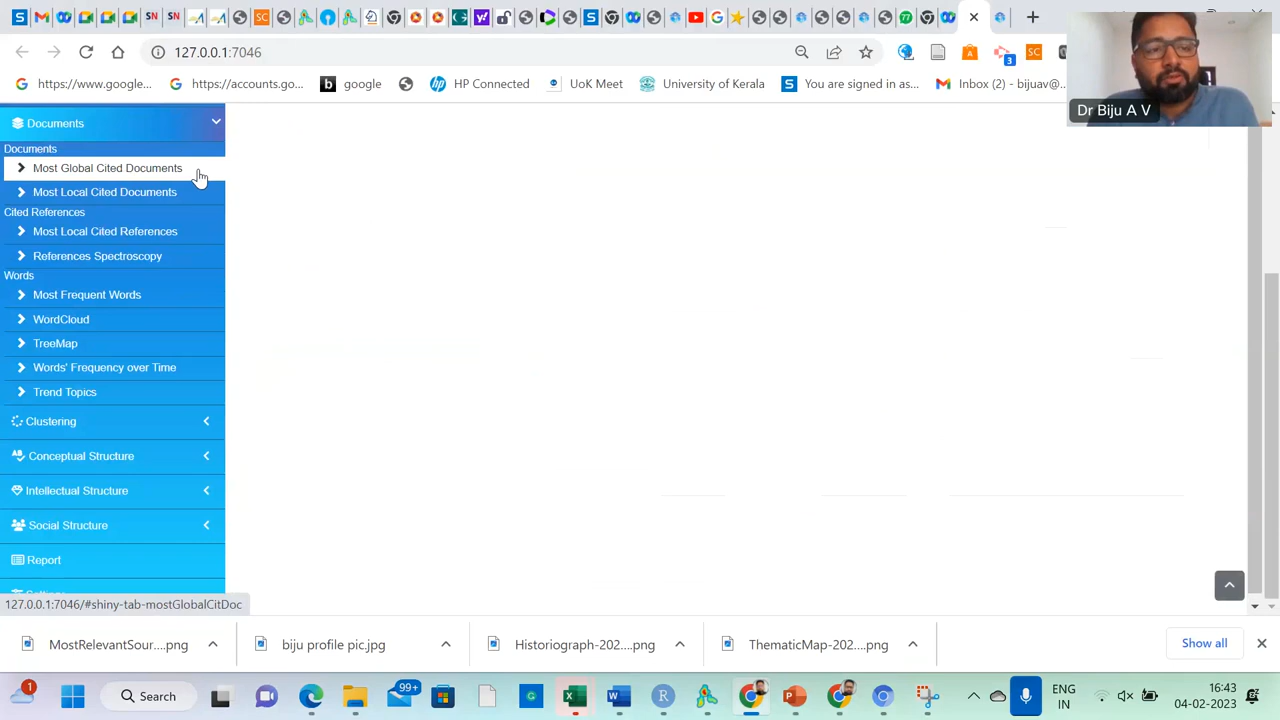 127.0.0.1:7046
3
SC
https://www.google...
https://accounts.go...
google
HP Connected
UoK Meet
University of Kerala
You are signed in as...
Inbox (2) - bijuav@...
Dr Biju A V
Documents
Documents
Most Global Cited Documents
Most Local Cited Documents
Cited References
Most Local Cited References
References Spectroscopy
Words
Most Frequent Words
WordCloud
TreeMap
Words' Frequency over Time
Trend Topics
Clustering
Conceptual Structure
Intellectual Structure
Social Structure
Report
127.0.0.1:7046/#shiny-tab-mostGlobalCitDoc
MostRelevantSour....png
biju profile pic.jpg
Historiograph-202....png
ThematicMap-202....png
Show all
1
Search
99+
ENG
IN
16:43
04-02-2023